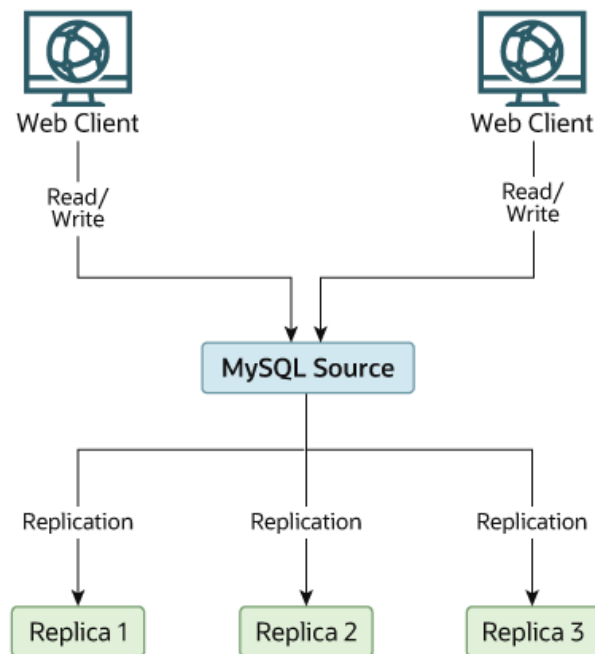 Web Client
Web Client
Read/
Write
Read/
Write
MySQL Source
Replication
Replication
Replication
Replica 1
Replica 2
Replica 3